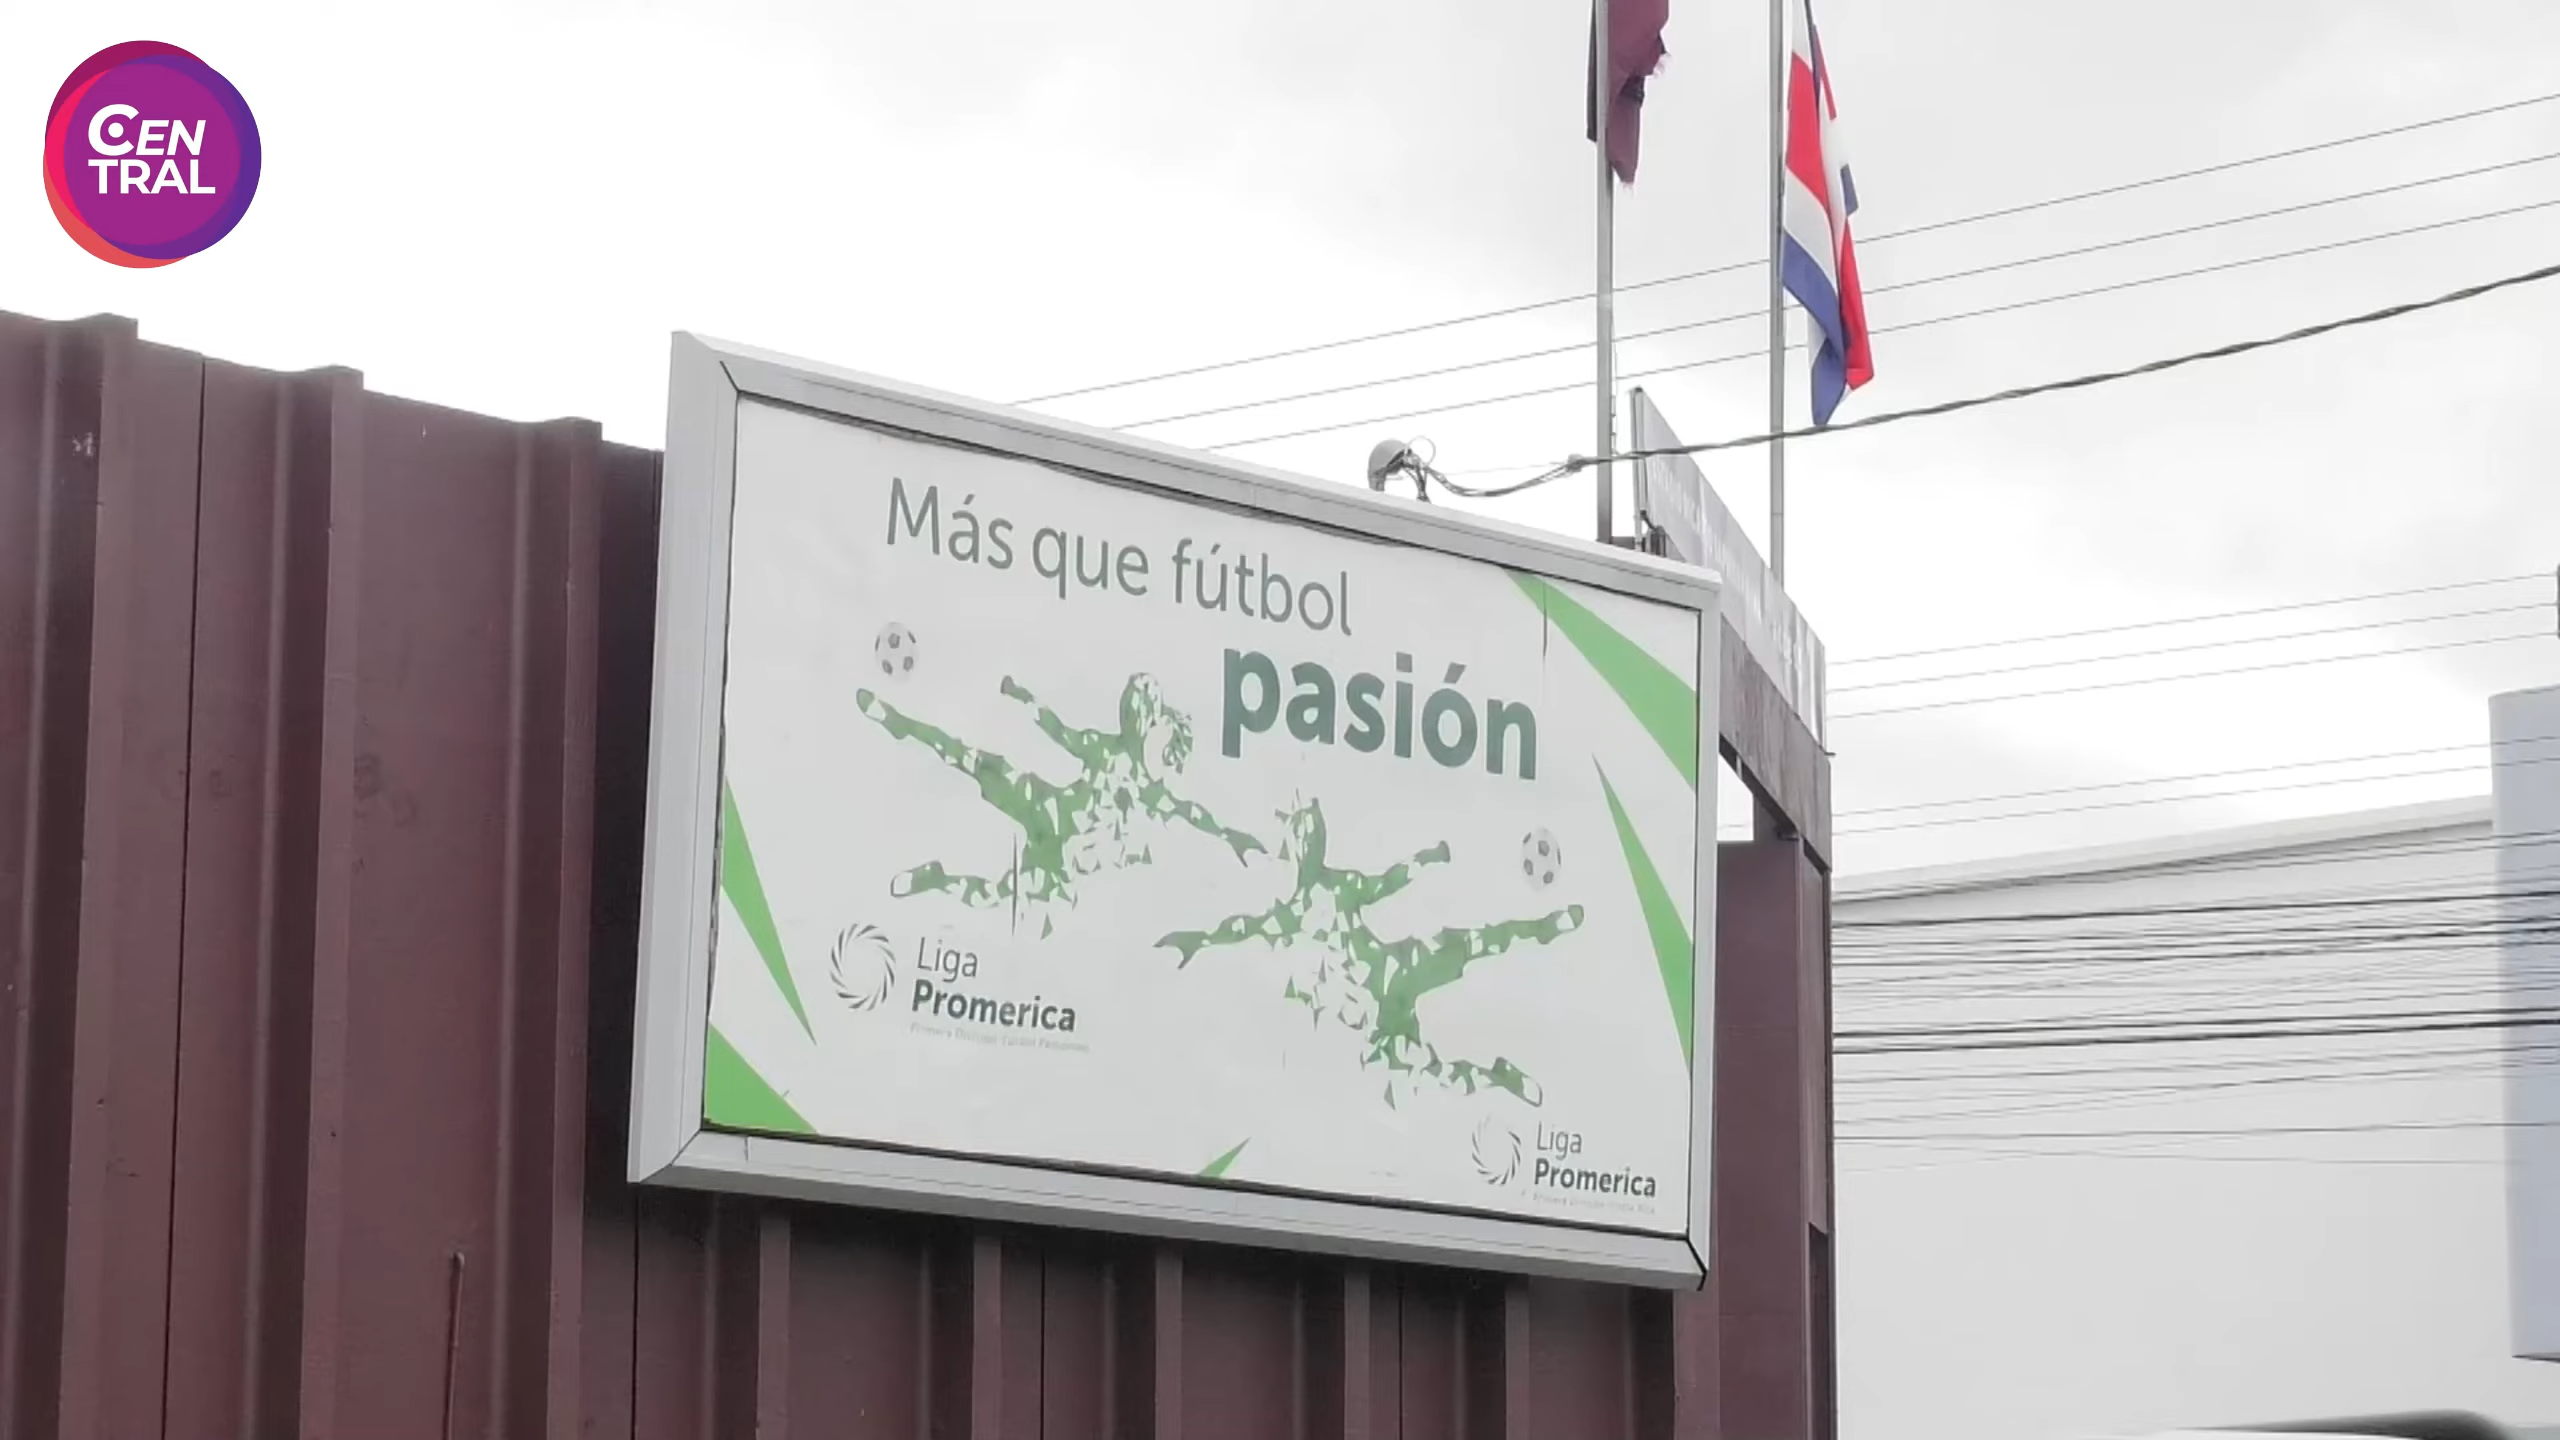 CEN
TRAL
Más que fútbol
pasión
Liga
Promerica
Liga
Promerica